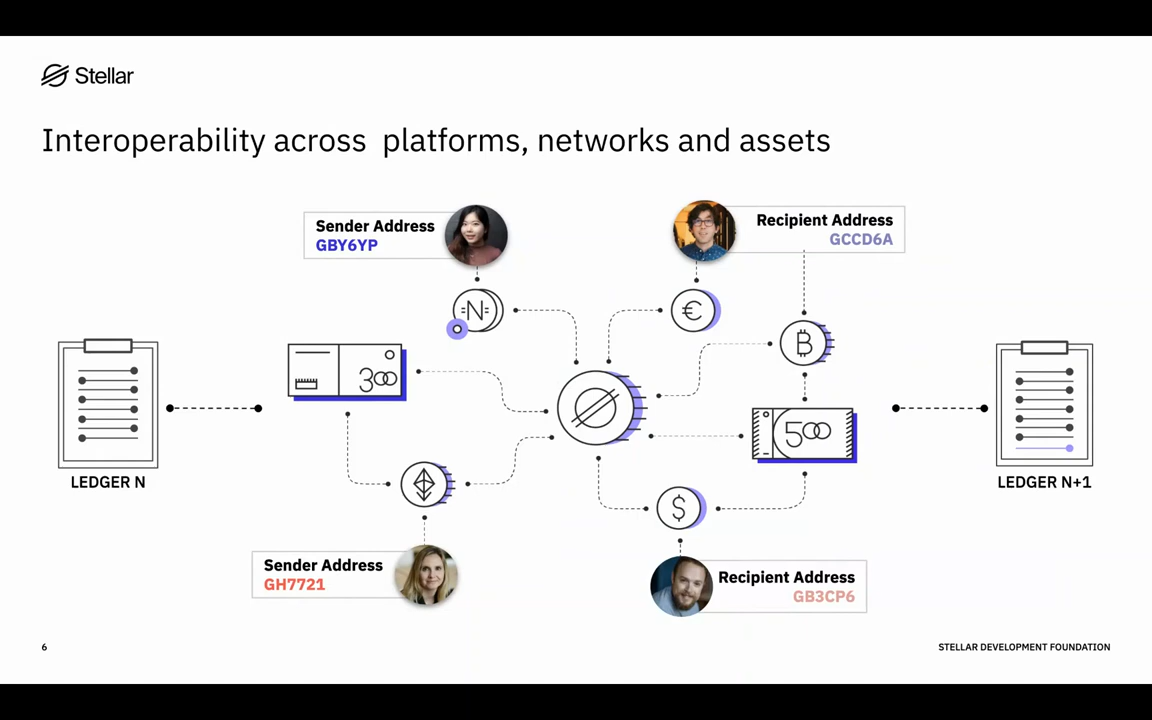 Stellar
Interoperability across  platforms, networks and assets
Sender Address
GBY6YP
Recipient Address
GCCD6A
N
€
B
300
500
$
LEDGER N
LEDGER N+1
Sender Address
GH7721
Recipient Address
GB3CP6
6
STELLAR DEVELOPMENT FOUNDATION